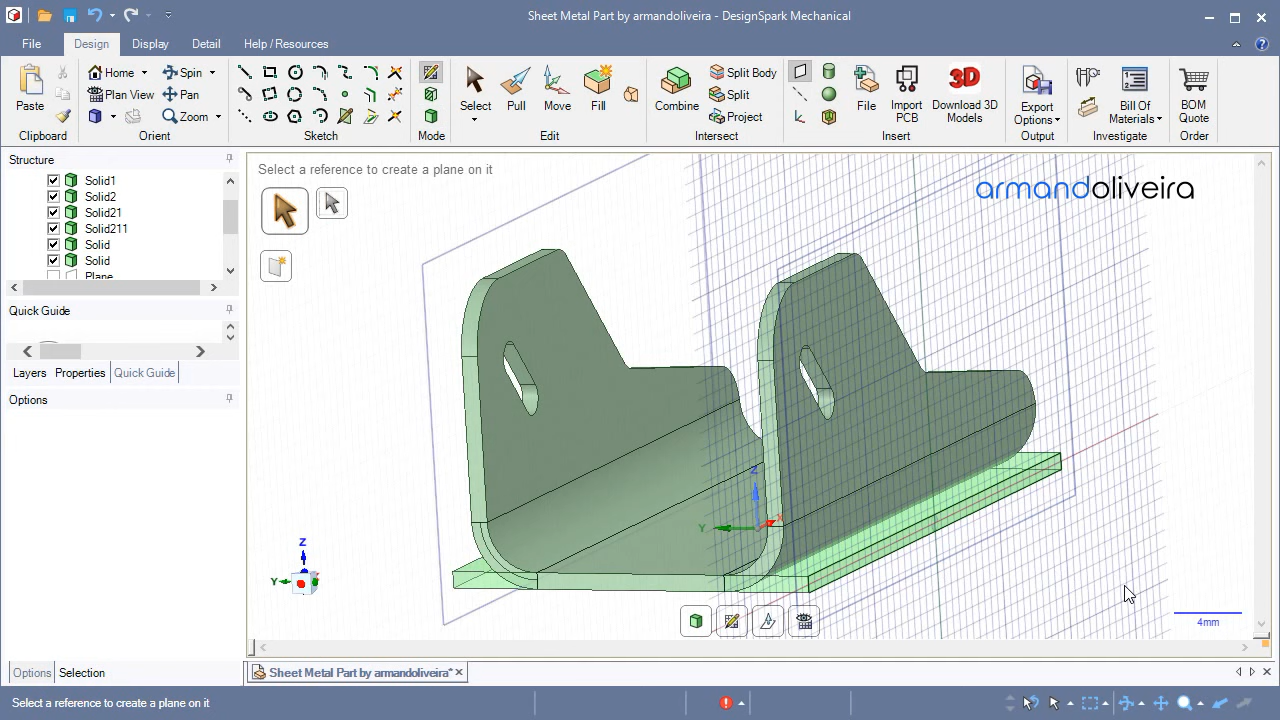 Sheet Metal Part by armandoliveira - DesignSpark Mechanical
File Design Display Detail Help / Resources
Paste
Home Spin
Plan View Pan
Zoom
Select Pull Move Fill
Combine
Split Body
Split
Project
File
Import PCB
3D
Download 3D Models
Export Options
Bill Of Materials
BOM Quote
Clipboard Orient Sketch Mode Edit Intersect Insert Output Investigate Order
Structure
Solid1
Solid2
Solid21
Solid211
Solid
Solid
Plane
Quick Guide
Layers Properties Quick Guide
Options
Select a reference to create a plane on it
armandoliveira
Z
Y
X
Z
Y
4mm
Options Selection
Sheet Metal Part by armandoliveira*
Select a reference to create a plane on it